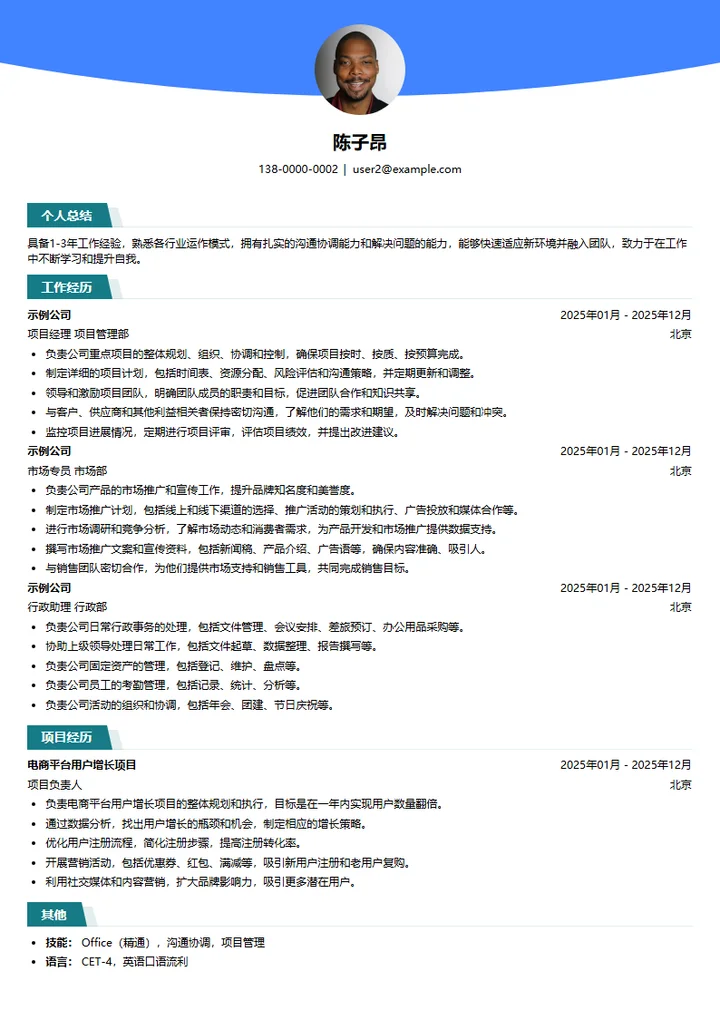 陈子昂
138-0000-0002 | user2@example.com
个人总结
具备1-3年工作经验，熟悉各行业运作模式，拥有扎实的沟通协调能力和解决问题的能力，能够快速适应新环境并融入团队，致力于在工作
中不断学习和提升自我。
工作经历
示例公司 2025年01月 - 2025年12月
项目经理 项目管理部 北京
• 负责公司重点项目的整体规划、组织、协调和控制，确保项目按时、按质、按预算完成。
• 制定详细的项目计划，包括时间表、资源分配、风险评估和沟通策略，并定期更新和调整。
• 领导和激励项目团队，明确团队成员的职责和目标，促进团队合作和知识共享。
• 与客户、供应商和其他利益相关者保持密切沟通，了解他们的需求和期望，及时解决问题和冲突。
• 监控项目进展情况，定期进行项目评审，评估项目绩效，并提出改进建议。
示例公司 2025年01月 - 2025年12月
市场专员 市场部 北京
• 负责公司产品的市场推广和宣传工作，提升品牌知名度和美誉度。
• 制定市场推广计划，包括线上和线下渠道的选择、推广活动的策划和执行、广告投放和媒体合作等。
• 进行市场调研和竞争分析，了解市场动态和消费者需求，为产品开发和市场推广提供数据支持。
• 撰写市场推广文案和宣传资料，包括新闻稿、产品介绍、广告语等，确保内容准确、吸引人。
• 与销售团队密切合作，为他们提供市场支持和销售工具，共同完成销售目标。
示例公司 2025年01月 - 2025年12月
行政助理 行政部 北京
• 负责公司日常行政事务的处理，包括文件管理、会议安排、差旅预订、办公用品采购等。
• 协助上级领导处理日常工作，包括文件起草、数据整理、报告撰写等。
• 负责公司固定资产的管理，包括登记、维护、盘点等。
• 负责公司员工的考勤管理，包括记录、统计、分析等。
• 负责公司活动的组织和协调，包括年会、团建、节日庆祝等。
项目经历
电商平台用户增长项目 2025年01月 - 2025年12月
项目负责人 北京
• 负责电商平台用户增长项目的整体规划和执行，目标是在一年内实现用户数量翻倍。
• 通过数据分析，找出用户增长的瓶颈和机会，制定相应的增长策略。
• 优化用户注册流程，简化注册步骤，提高注册转化率。
• 开展营销活动，包括优惠券、红包、满减等，吸引新用户注册和老用户复购。
• 利用社交媒体和内容营销，扩大品牌影响力，吸引更多潜在用户。
其他
• 技能： Office（精通），沟通协调，项目管理
• 语言： CET-4，英语口语流利